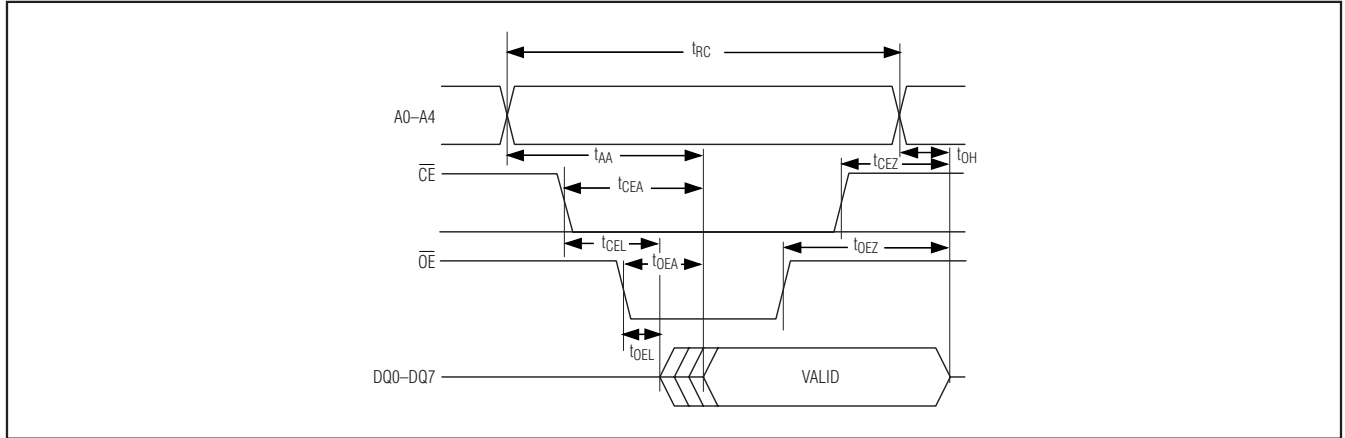 tRC
A0–A4
tAA
tOH
tCEZ
CE
tCEA
tCEL
tOEZ
OE
tOEA
tOEL
DQ0–DQ7
VALID